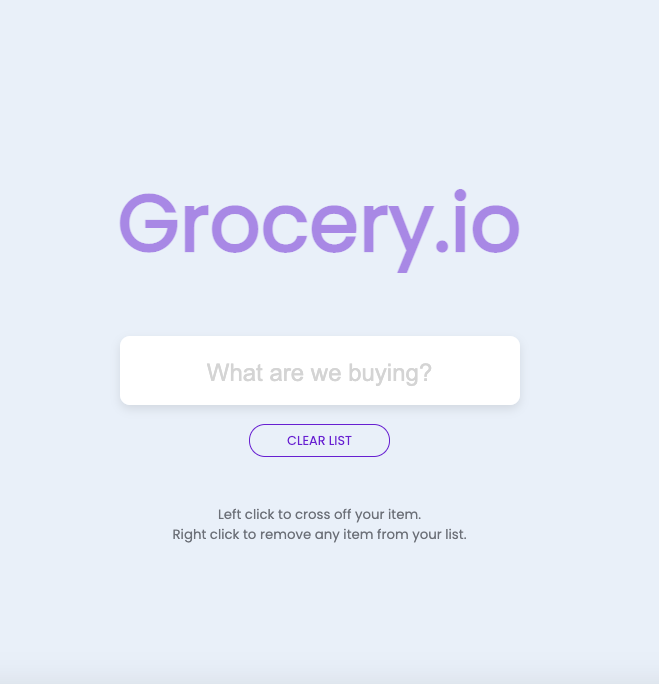 Grocery.io
What are we buying?
CLEAR LIST
Left click to cross off your item.
Right click to remove any item from your list.